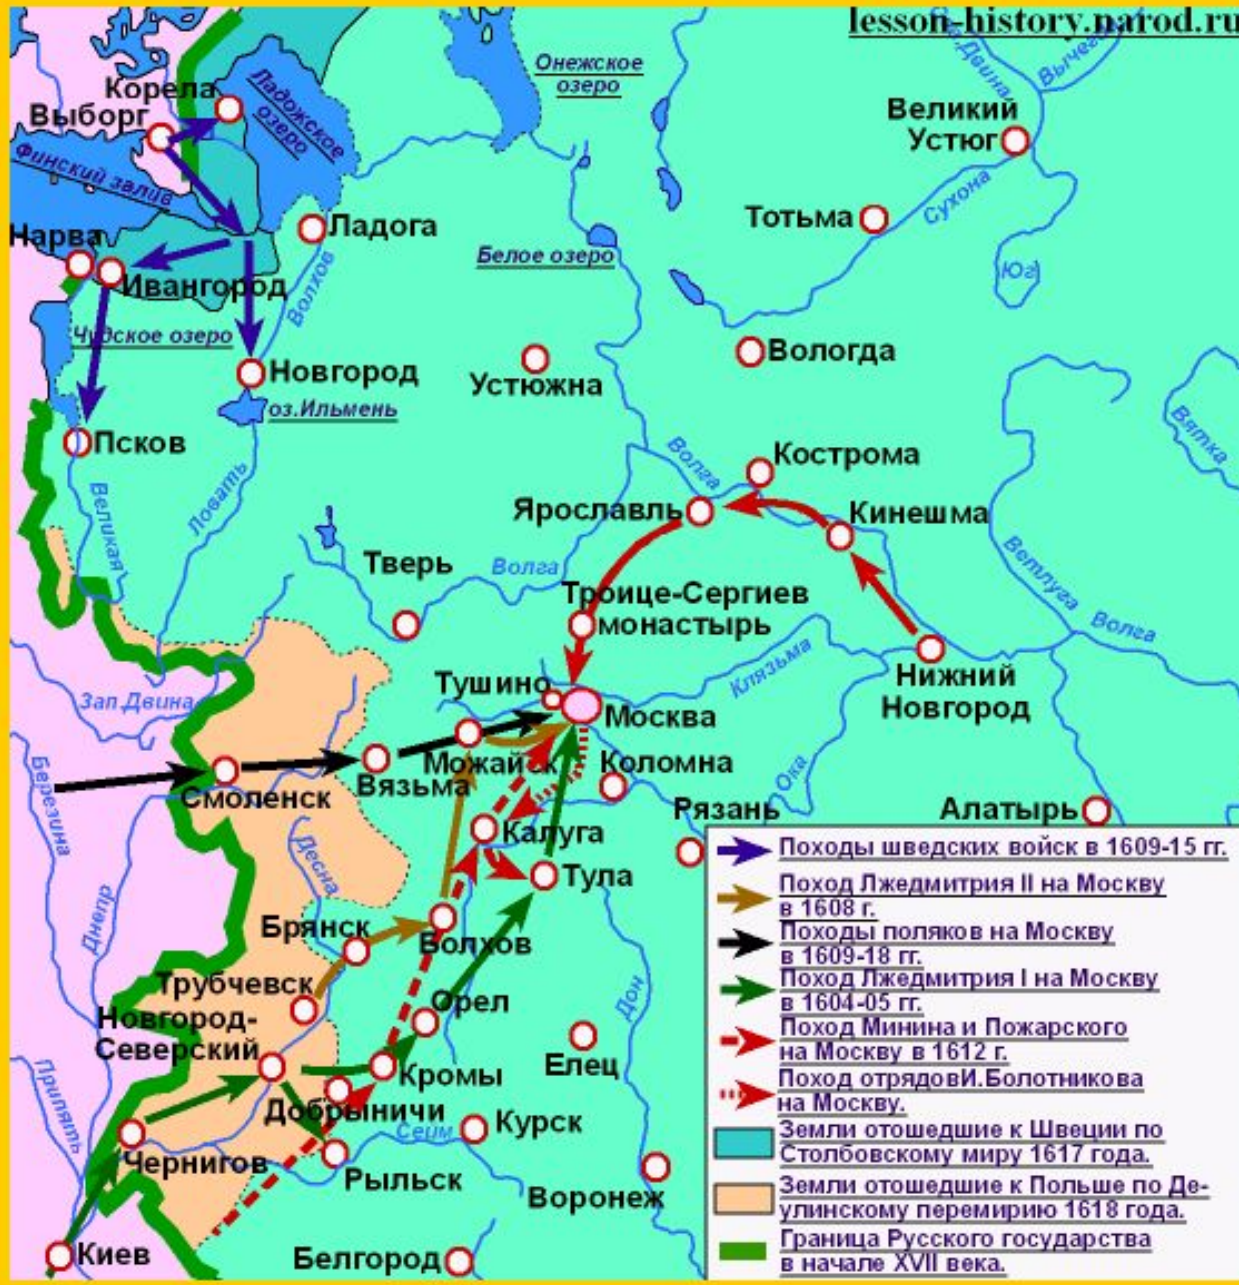 lesson-history.narod.ru
Онежское
озеро
Ладожское
озеро
Корела
Выборг
Финский залив
Вычегда
Великий
Устюг
Сухона
Тотьма
Юг
Ладога
Белое озеро
Нарва
Ивангород
Волхов
Чудское озеро
Новгород
оз.Ильмень
Устюжна
Вологда
Псков
Великая
Ловать
Вятка
Волга
Кострома
Ярославль
Кинешма
Ветлуга
Волга
Тверь
Волга
Троице-Сергиев
монастырь
Клязьма
Нижний
Новгород
Зап.Двина
Тушино
Москва
Березина
Смоленск
Вязьма
Можайск
Коломна
Ока
Рязань
Алатырь
Калуга
Тула
Десна
Днепр
Брянск
Болхов
Трубчевск
Новгород-
Северский
Орел
Дон
Елец
Кромы
Добрыничи
Припять
Сейм
Курск
Чернигов
Рыльск
Воронеж
Киев
Белгород
Походы шведских войск в 1609-15 гг.
Поход Лжедмитрия II на Москву
в 1608 г.
Походы поляков на Москву
в 1609-18 гг.
Поход Лжедмитрия I на Москву
в 1604-05 гг.
Поход Минина и Пожарского
на Москву в 1612 г.
Поход отрядовИ.Болотникова
на Москву.
Земли отошедшие к Швеции по
Столбовскому миру 1617 года.
Земли отошедшие к Польше по Де-
улинскому перемирию 1618 года.
Граница Русского государства
в начале XVII века.